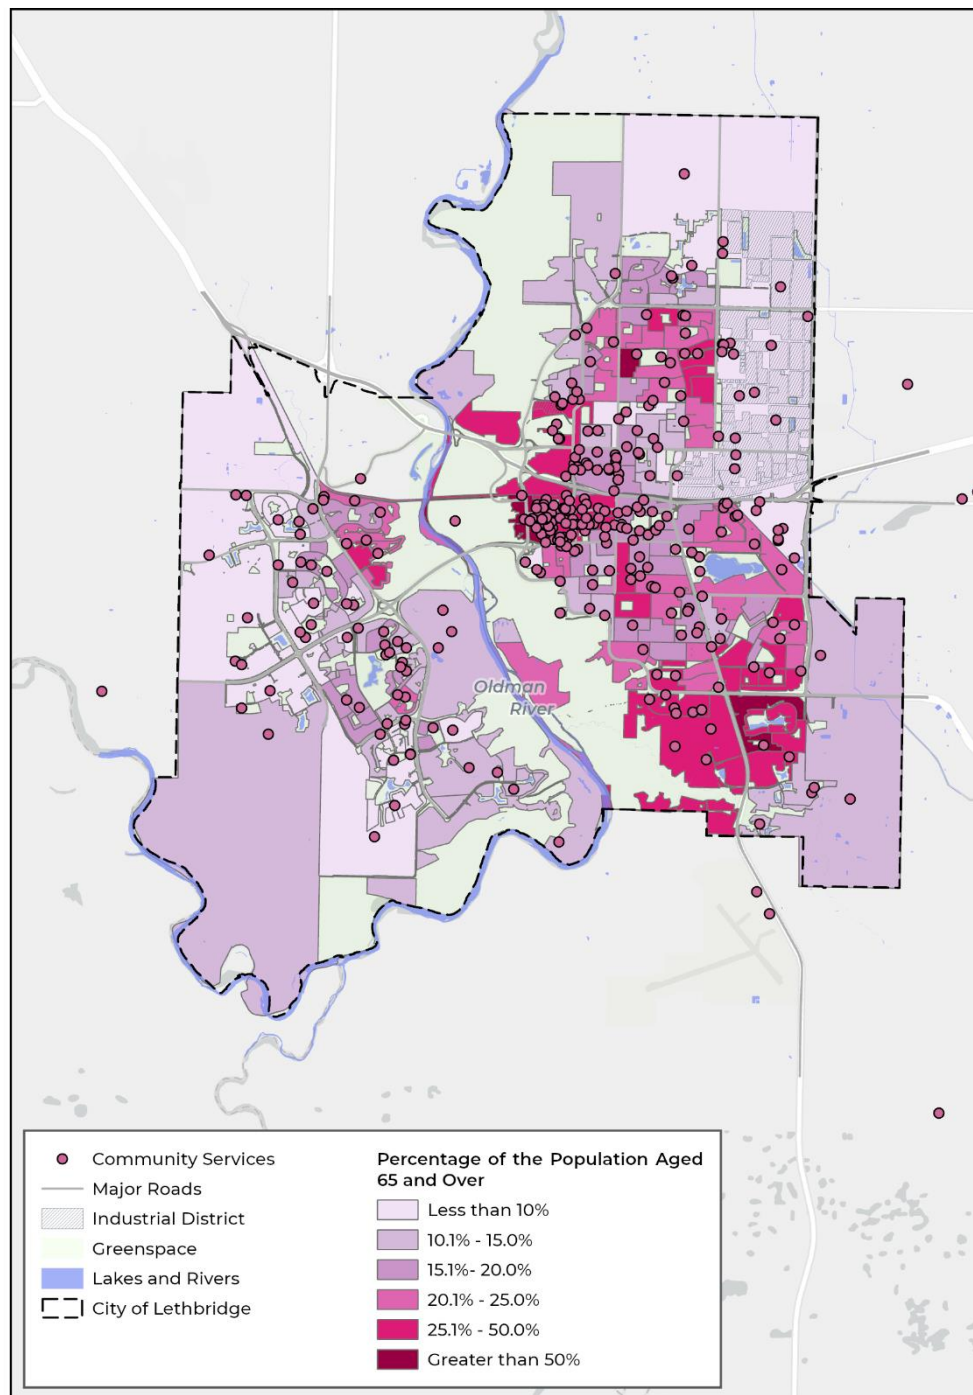 Oldman
River
Community Services
Major Roads
Industrial District
Greenspace
Lakes and Rivers
City of Lethbridge
Percentage of the Population Aged
65 and Over
Less than 10%
10.1% - 15.0%
15.1%- 20.0%
20.1% - 25.0%
25.1% - 50.0%
Greater than 50%